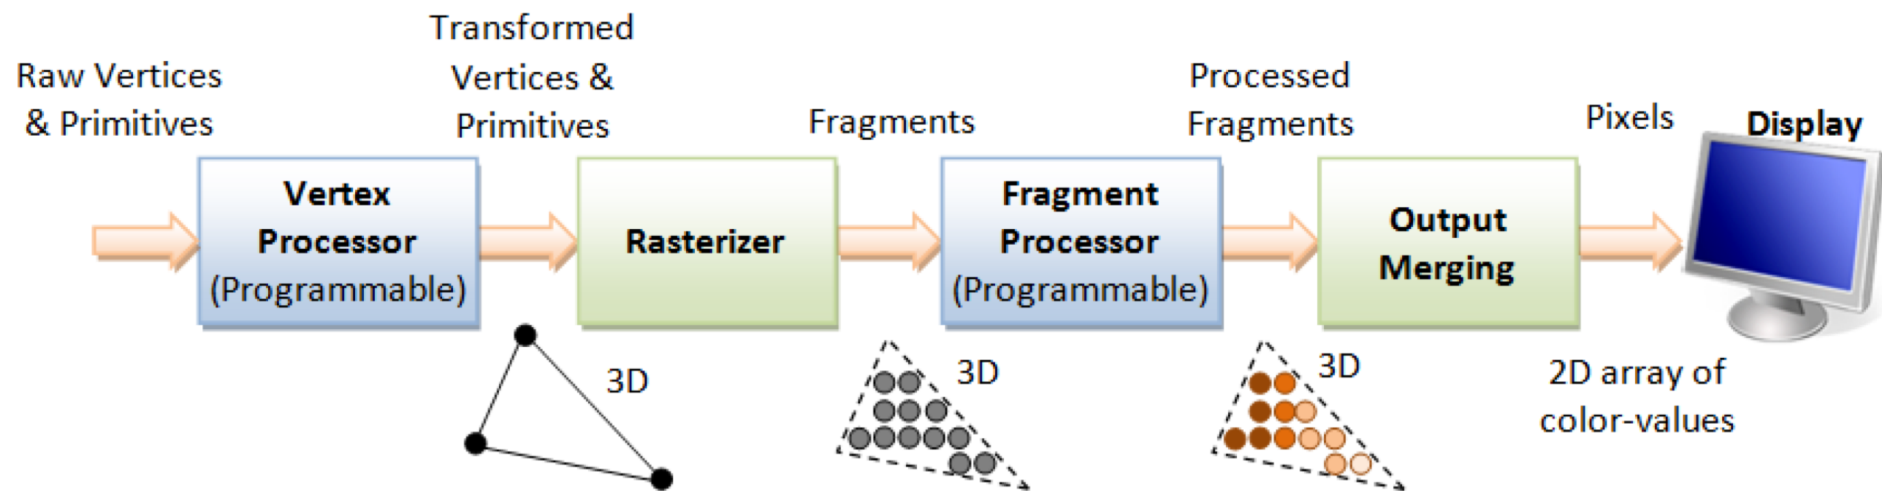 Raw Vertices
& Primitives
Vertex
Processor
(Programmable)
Transformed
Vertices &
Primitives
3D
Rasterizer
Fragments
3D
Fragment
Processor
(Programmable)
Processed
Fragments
3D
Output
Merging
Pixels
2D array of
color-values
Display